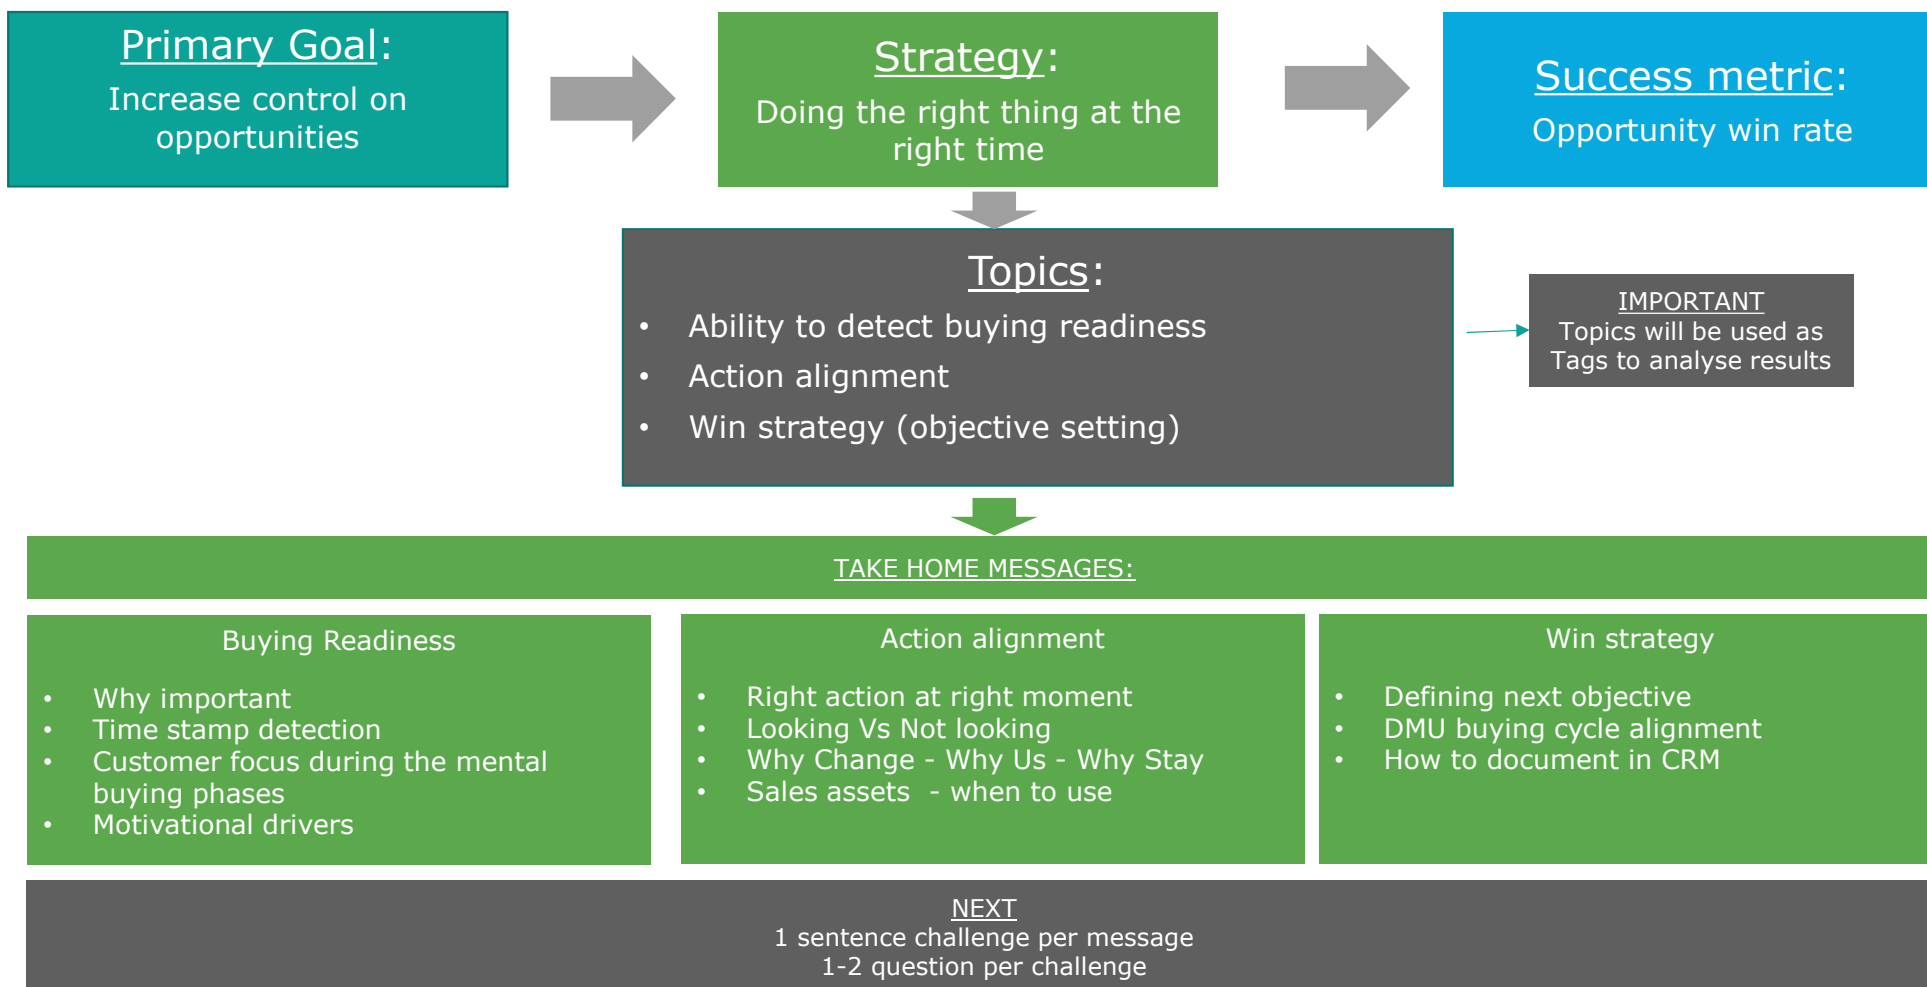 Primary Goal:
Increase control on
opportunities
Strategy:
Doing the right thing at the
right time
Success metric:
Opportunity win rate
Topics:
• Ability to detect buying readiness
• Action alignment
• Win strategy (objective setting)
IMPORTANT
Topics will be used as
Tags to analyse results
TAKE HOME MESSAGES:
Buying Readiness
• Why important
• Time stamp detection
• Customer focus during the mental
buying phases
• Motivational drivers
Action alignment
• Right action at right moment
• Looking Vs Not looking
• Why Change - Why Us - Why Stay
• Sales assets  - when to use
Win strategy
• Defining next objective
• DMU buying cycle alignment
• How to document in CRM
NEXT
1 sentence challenge per message
1-2 question per challenge